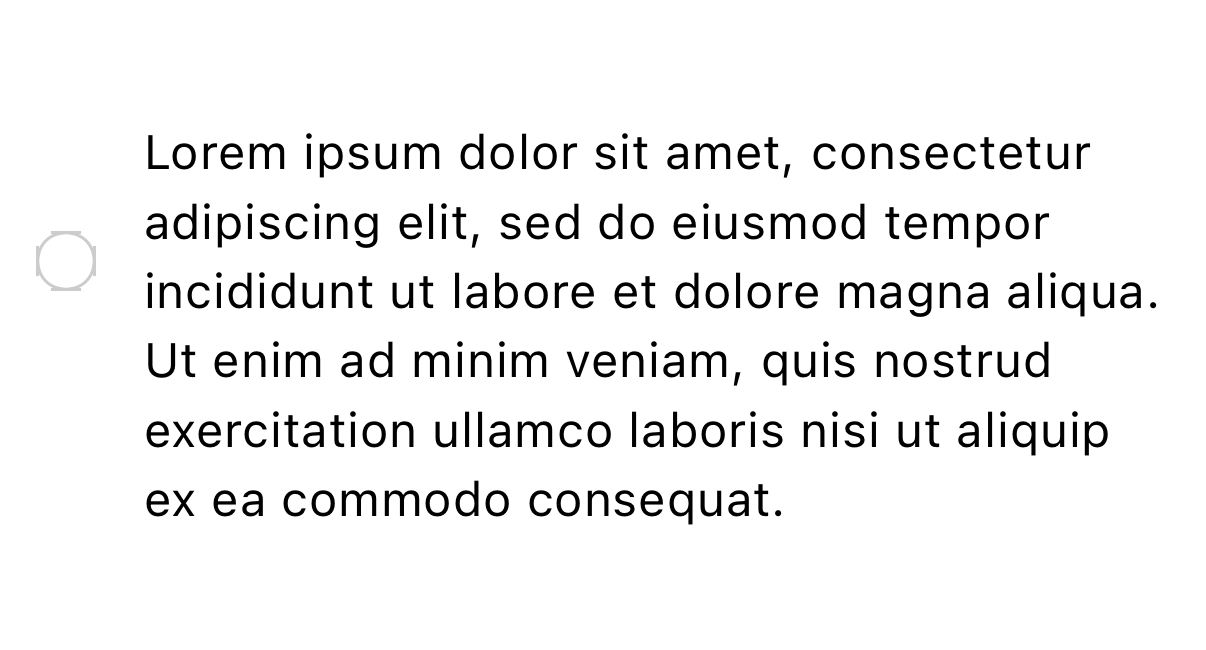 Lorem ipsum dolor sit amet, consectetur
adipiscing elit, sed do eiusmod tempor
incididunt ut labore et dolore magna aliqua.
Ut enim ad minim veniam, quis nostrud
exercitation ullamco laboris nisi ut aliquip
ex ea commodo consequat.